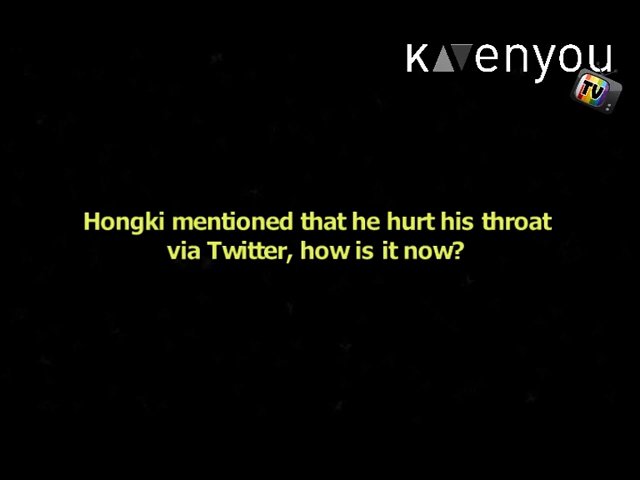 KAVenyou
TV
Hongki mentioned that he hurt his throat
via Twitter, how is it now?